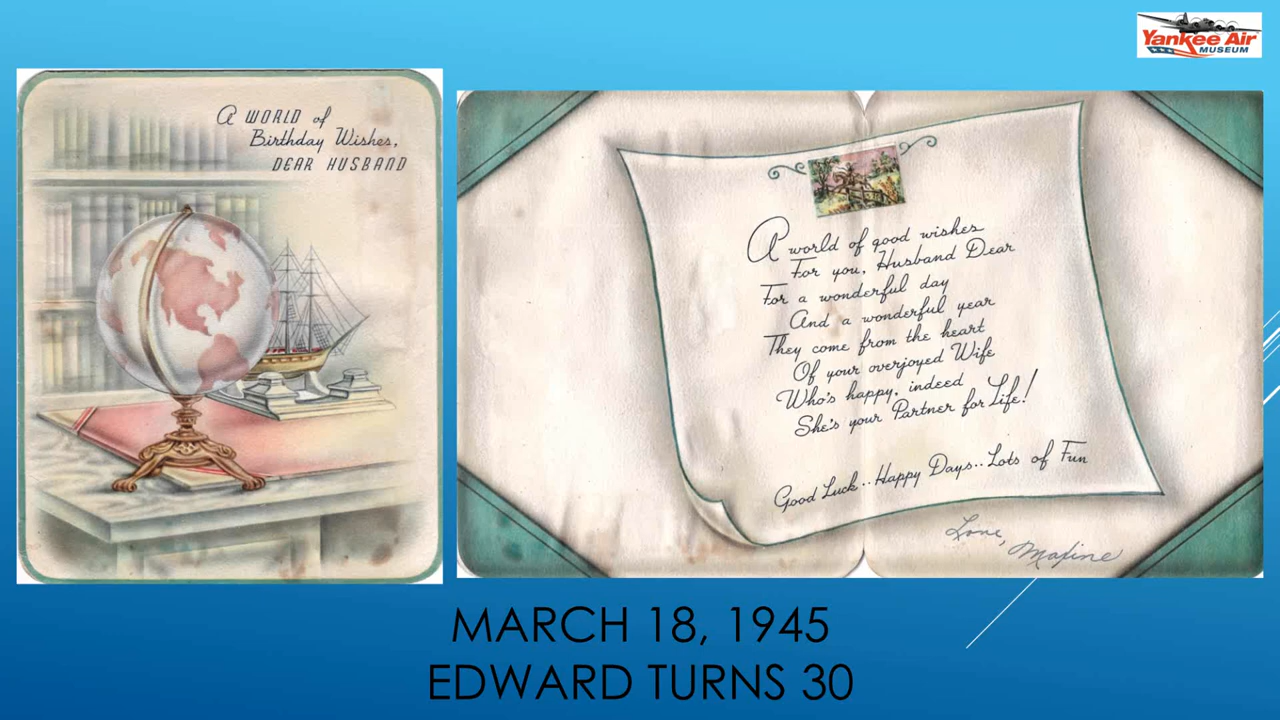 Yankee Air
MUSEUM
A WORLD of
Birthday Wishes,
DEAR HUSBAND
A world of good wishes
For you, Husband Dear
For a wonderful day
And a wonderful year
They come from the heart
Of your overjoyed Wife
Who's happy, indeed
She's your Partner for Life!
Good Luck.. Happy Days.. Lots of Fun
Love,
Maxine
MARCH 18, 1945
EDWARD TURNS 30